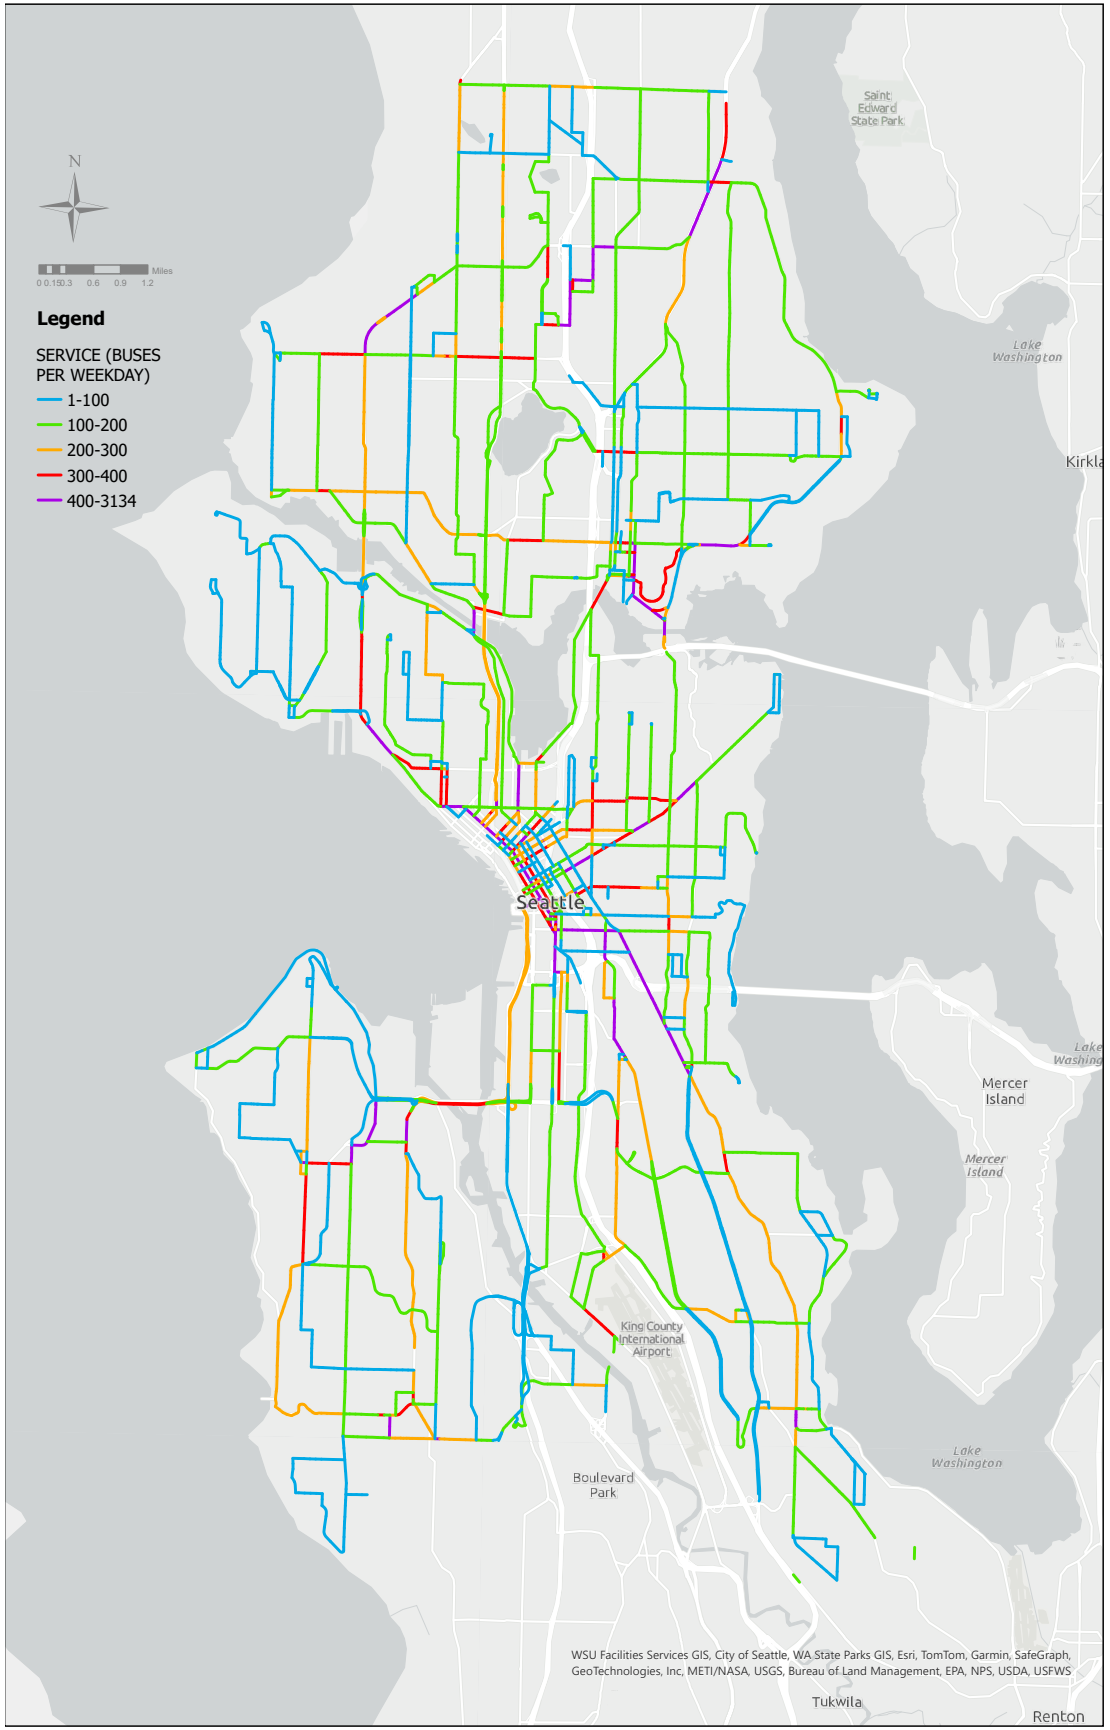 Saint
Edward
State Park
N
Miles
0 0.150.3 0.6 0.9 1.2
Legend
SERVICE (BUSES
PER WEEKDAY)
1-100
100-200
200-300
300-400
400-3134
Lake
Washington
Kirkla
Seattle
Lake
Washing
Mercer
Island
Mercer
Island
King County
International
Airport
Lake
Washington
Boulevard
Park
WSU Facilities Services GIS, City of Seattle, WA State Parks GIS, Esri, TomTom, Garmin, SafeGraph,
GeoTechnologies, Inc, METI/NASA, USGS, Bureau of Land Management, EPA, NPS, USDA, USFWS
Tukwila
Renton